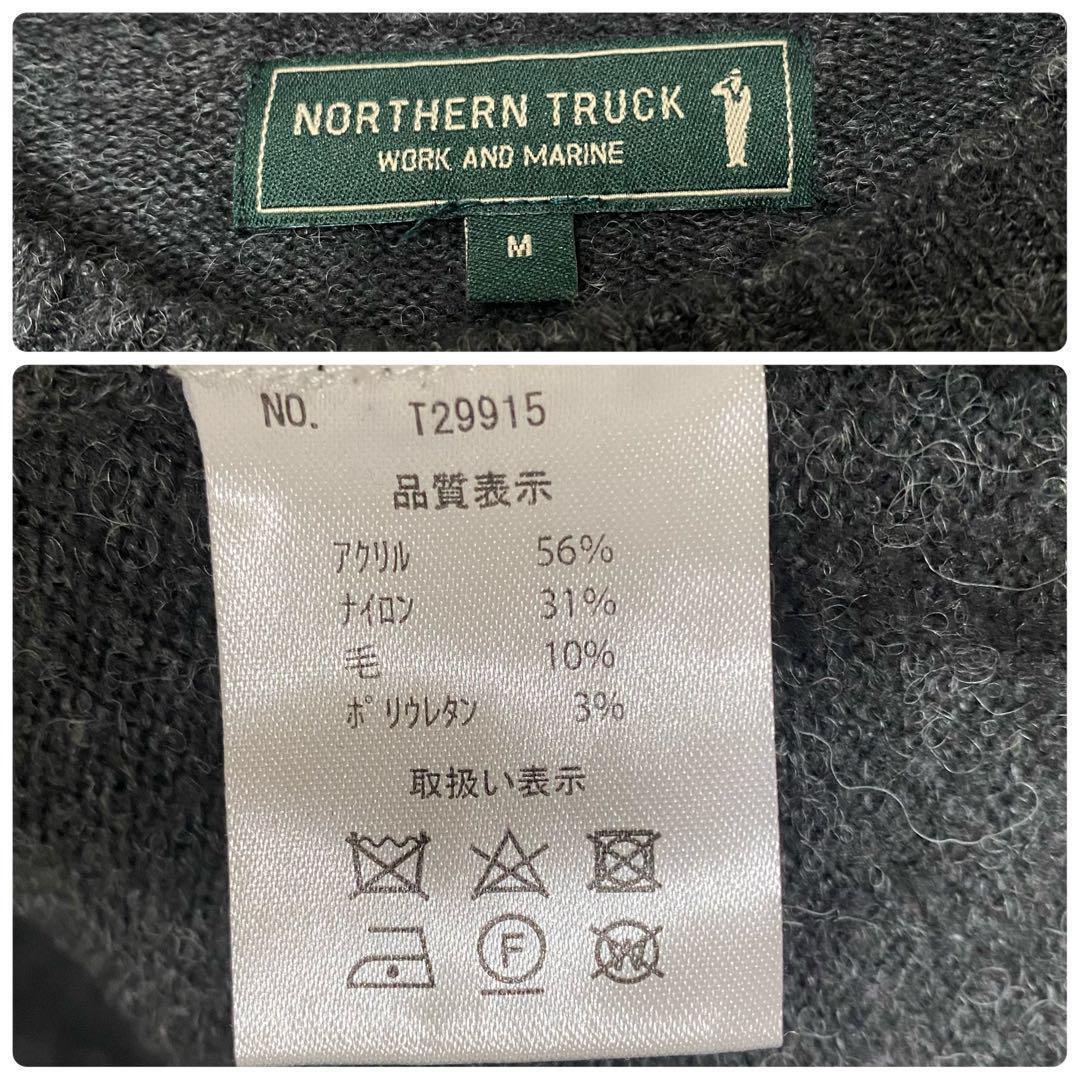 NORTHERN TRUCK
WORK AND MARINE
M
NO. T29915
品質表示
アクリル 56%
ナイロン 31%
毛 10%
ポリウレタン 3%
取扱い表示
F
W